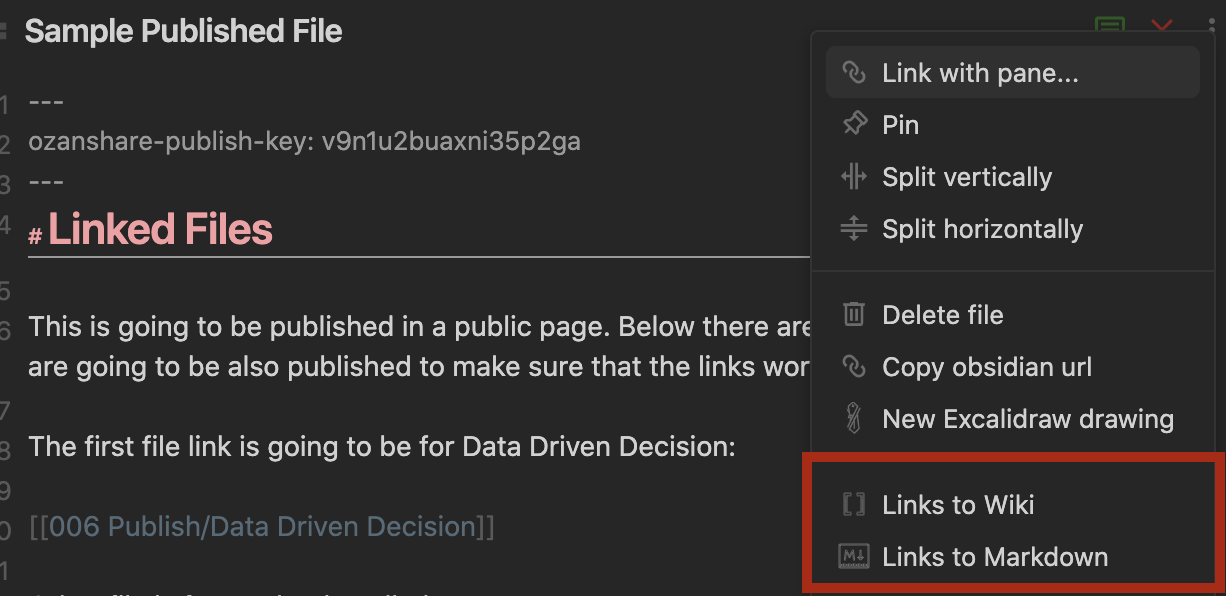 Sample Published File
1 ---
2 ozanshare-publish-key: v9n1u2buaxni35p2ga
3 ---
4 # Linked Files
5
6 This is going to be published in a public page. Below there are
are going to be also published to make sure that the links wor
7
8 The first file link is going to be for Data Driven Decision:
9
0 [[006 Publish/Data Driven Decision]]
1
Link with pane...
Pin
Split vertically
Split horizontally
Delete file
Copy obsidian url
New Excalidraw drawing
Links to Wiki
M↓ Links to Markdown